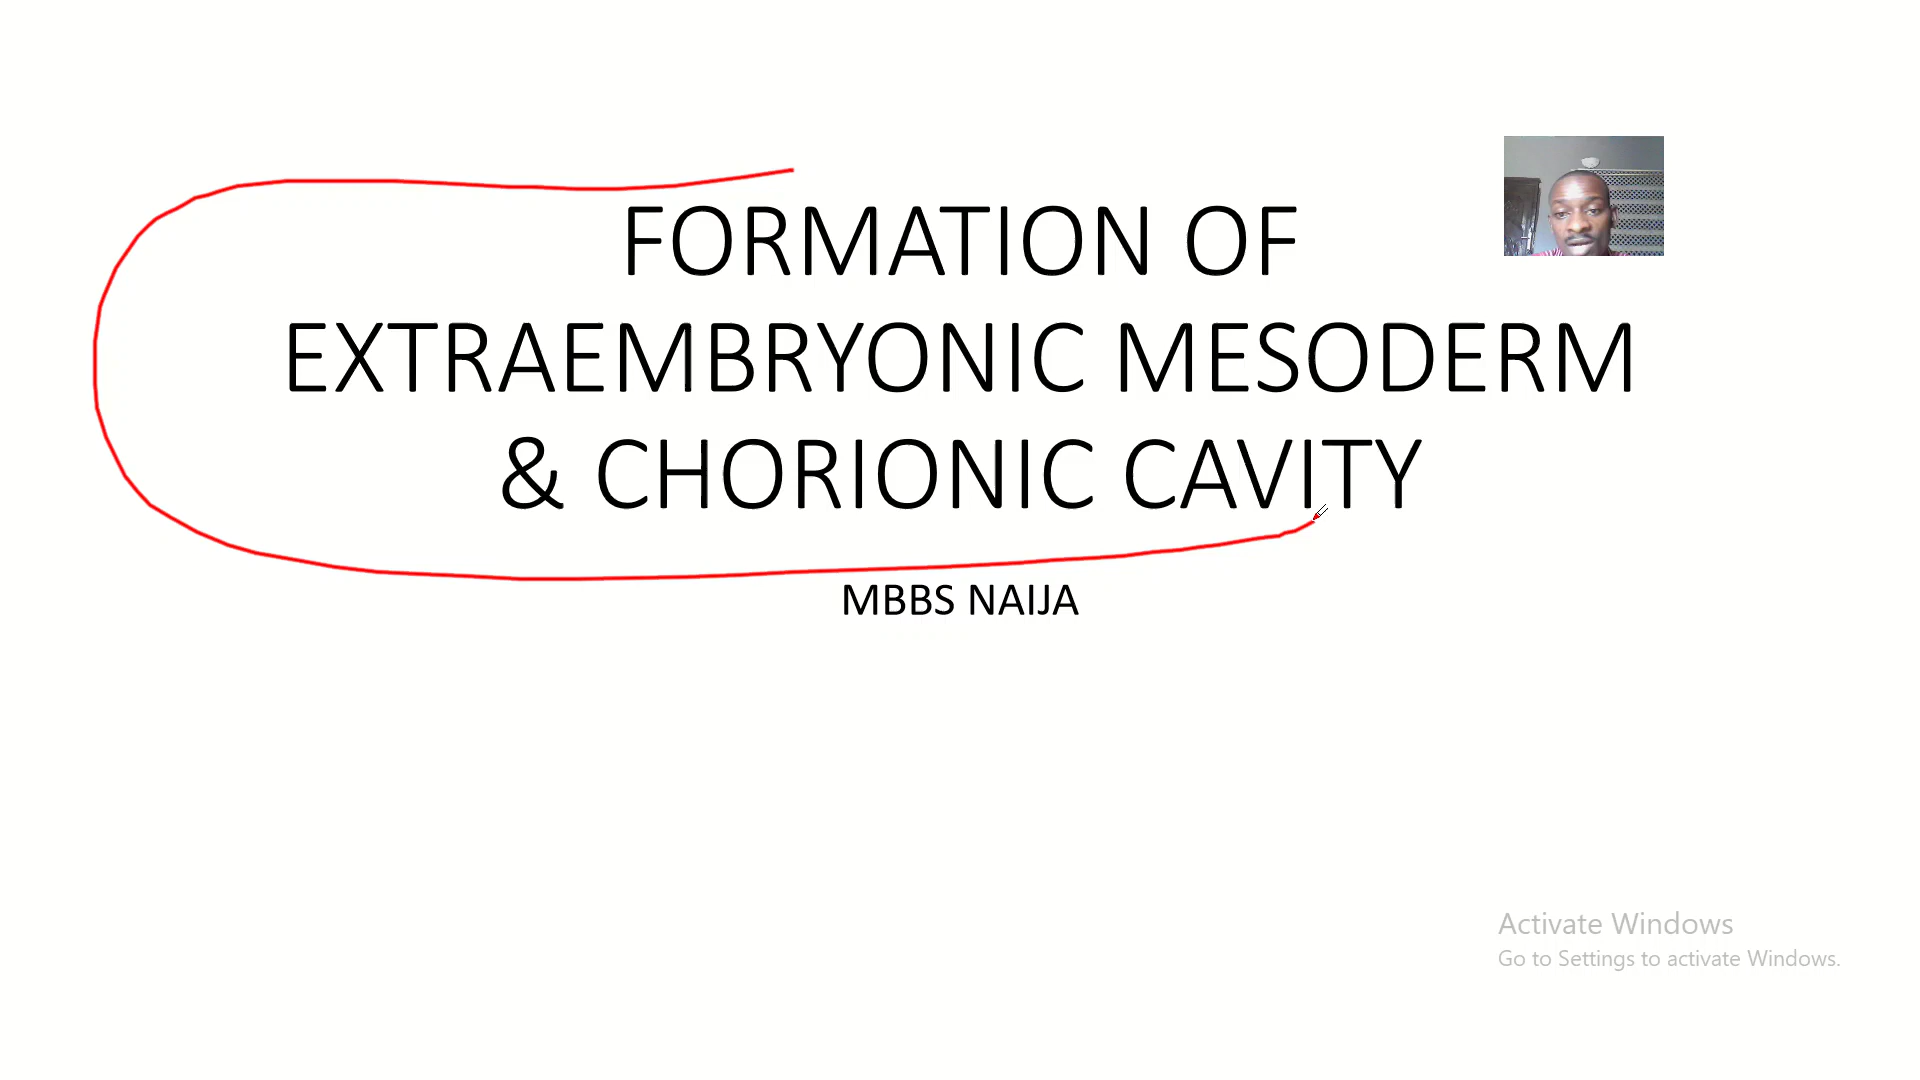 FORMATION OF
EXTRAEMBRYONIC MESODERM
& CHORIONIC CAVITY
MBBS NAIJA
Activate Windows
Go to Settings to activate Windows.